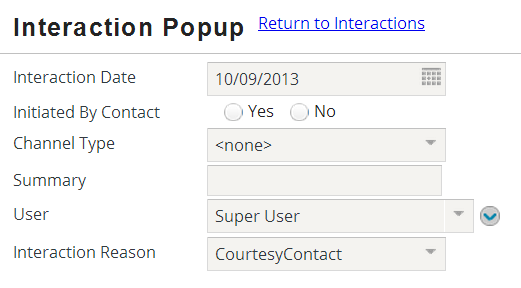 Interaction Popup Return to Interactions
Interaction Date 10/09/2013
Initiated By Contact Yes No
Channel Type <none>
Summary
User Super User
Interaction Reason CourtesyContact